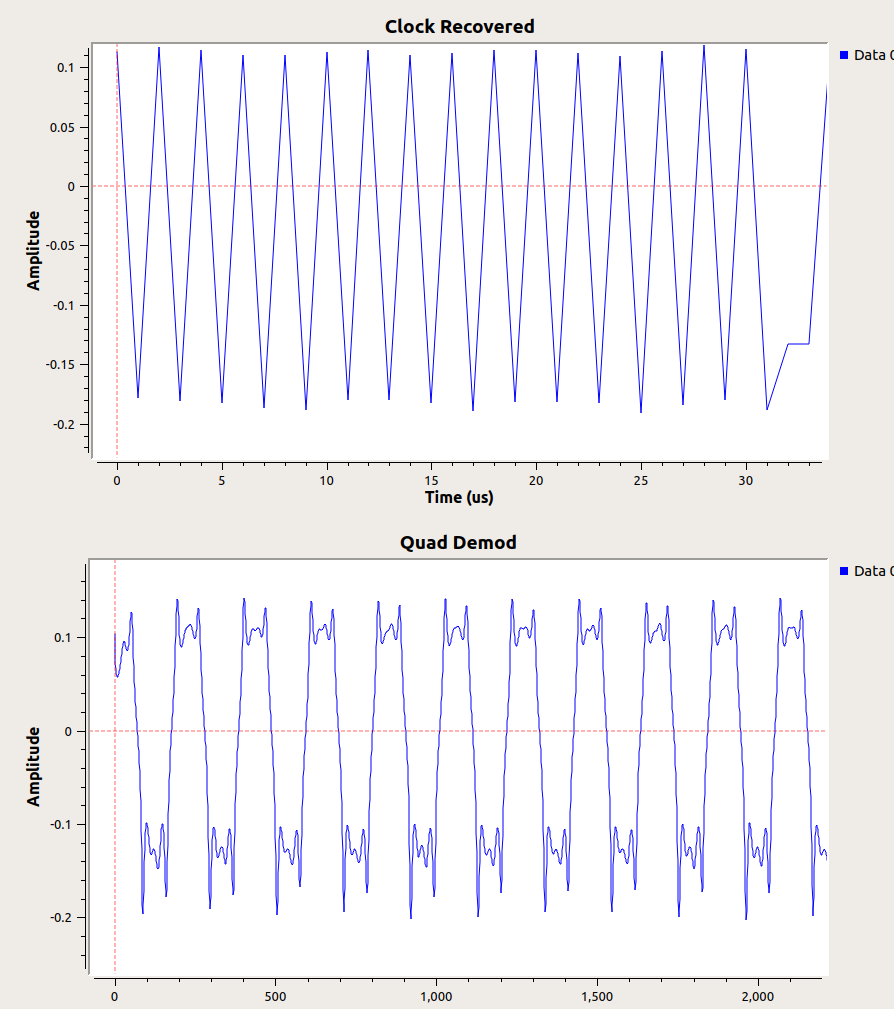 Clock Recovered
Data 0
0.1
0.05
0
-0.05
-0.1
-0.15
-0.2
Amplitude
0 5 10 15 20 25 30
Time (us)
Quad Demod
Data 0
0.1
0
-0.1
-0.2
Amplitude
0 500 1,000 1,500 2,000